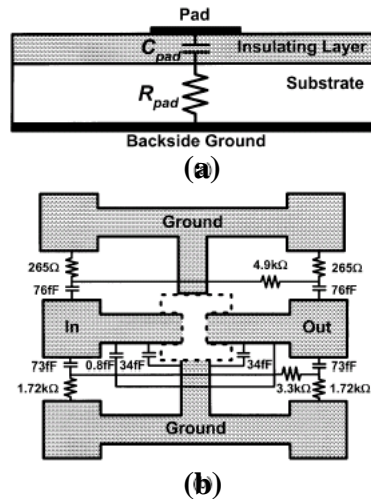 Pad
C_pad
Insulating Layer
R_pad
Substrate
Backside Ground
(a)
Ground
265Ω
4.9kΩ
265Ω
76fF
76fF
In
Out
73fF
0.8fF
34fF
34fF
73fF
1.72kΩ
3.3kΩ
1.72kΩ
Ground
(b)